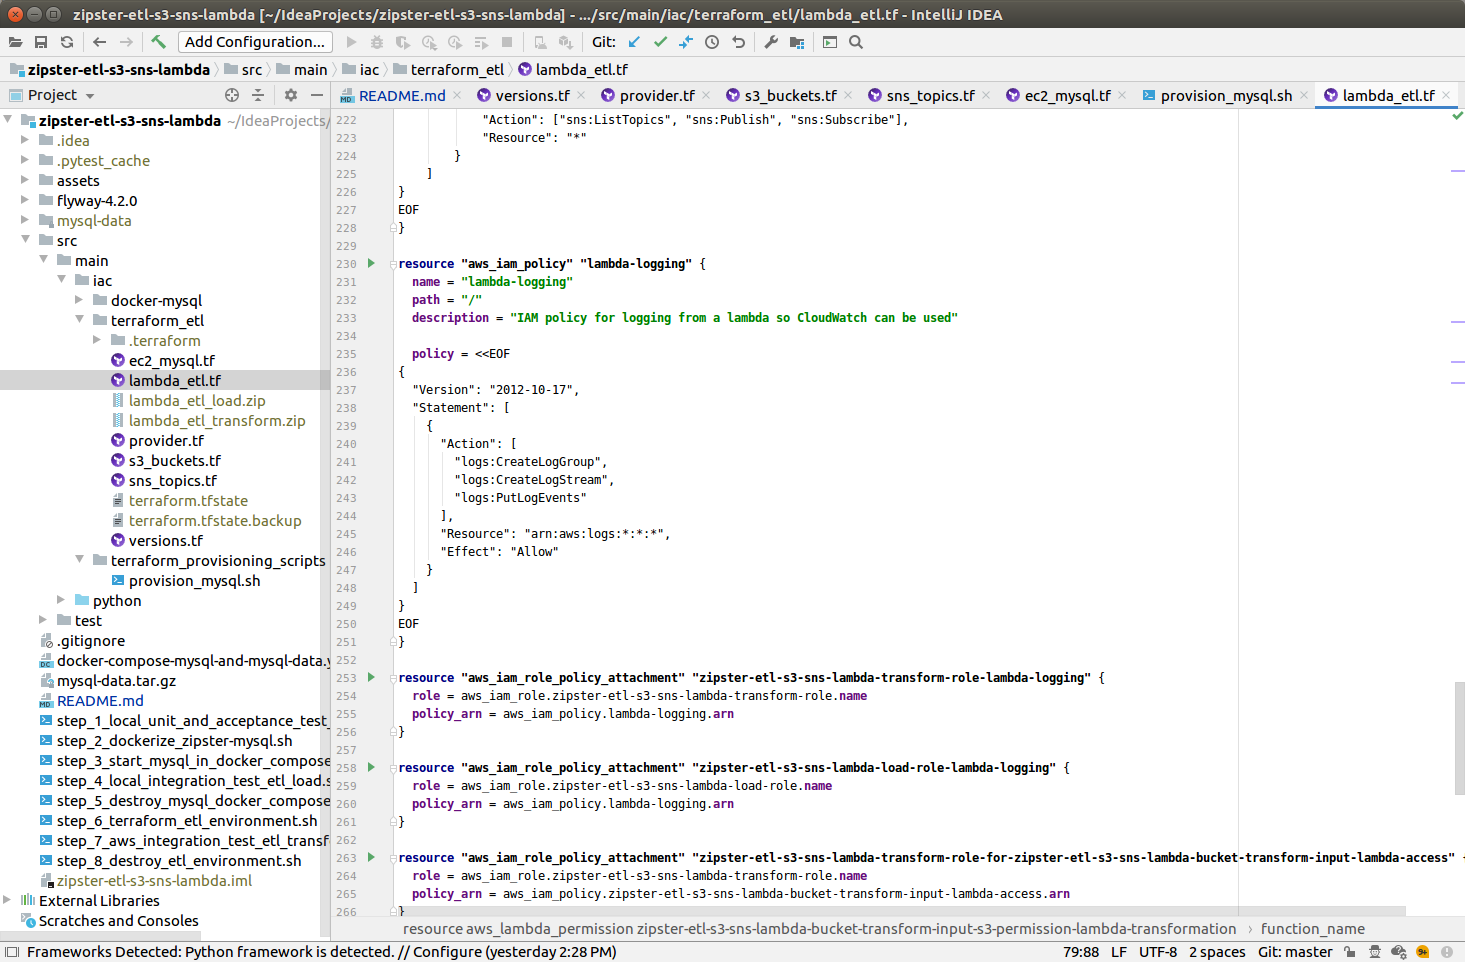 zipster-etl-s3-sns-lambda [~/IdeaProjects/zipster-etl-s3-sns-lambda] - .../src/main/iac/terraform_etl/lambda_etl.tf - IntelliJ IDEA
Add Configuration... Git:
zipster-etl-s3-sns-lambda src main iac terraform_etl lambda_etl.tf
Project
README.md versions.tf provider.tf s3_buckets.tf sns_topics.tf ec2_mysql.tf provision_mysql.sh lambda_etl.tf
zipster-etl-s3-sns-lambda ~/IdeaProjects/
.idea
.pytest_cache
assets
flyway-4.2.0
mysql-data
src
main
iac
docker-mysql
terraform_etl
.terraform
ec2_mysql.tf
lambda_etl.tf
lambda_etl_load.zip
lambda_etl_transform.zip
provider.tf
s3_buckets.tf
sns_topics.tf
terraform.tfstate
terraform.tfstate.backup
versions.tf
terraform_provisioning_scripts
provision_mysql.sh
python
test
.gitignore
docker-compose-mysql-and-mysql-data.y
mysql-data.tar.gz
README.md
step_1_local_unit_and_acceptance_test_
step_2_dockerize_zipster-mysql.sh
step_3_start_mysql_in_docker_compose
step_4_local_integration_test_etl_load.s
step_5_destroy_mysql_docker_compose
step_6_terraform_etl_environment.sh
step_7_aws_integration_test_etl_transf
step_8_destroy_etl_environment.sh
zipster-etl-s3-sns-lambda.iml
External Libraries
Scratches and Consoles
222 "Action": ["sns:ListTopics", "sns:Publish", "sns:Subscribe"],
223 "Resource": "*"
224 }
225 ]
226 }
227 EOF
228 }
229
230 resource "aws_iam_policy" "lambda-logging" {
231 name = "lambda-logging"
232 path = "/"
233 description = "IAM policy for logging from a lambda so CloudWatch can be used"
234
235 policy = <<EOF
236 {
237 "Version": "2012-10-17",
238 "Statement": [
239 {
240 "Action": [
241 "logs:CreateLogGroup",
242 "logs:CreateLogStream",
243 "logs:PutLogEvents"
244 ],
245 "Resource": "arn:aws:logs:*:*:*",
246 "Effect": "Allow"
247 }
248 ]
249 }
250 EOF
251 }
252
253 resource "aws_iam_role_policy_attachment" "zipster-etl-s3-sns-lambda-transform-role-lambda-logging" {
254 role = aws_iam_role.zipster-etl-s3-sns-lambda-transform-role.name
255 policy_arn = aws_iam_policy.lambda-logging.arn
256 }
257
258 resource "aws_iam_role_policy_attachment" "zipster-etl-s3-sns-lambda-load-role-lambda-logging" {
259 role = aws_iam_role.zipster-etl-s3-sns-lambda-load-role.name
260 policy_arn = aws_iam_policy.lambda-logging.arn
261 }
262
263 resource "aws_iam_role_policy_attachment" "zipster-etl-s3-sns-lambda-transform-role-for-zipster-etl-s3-sns-lambda-bucket-transform-input-lambda-access" {
264 role = aws_iam_role.zipster-etl-s3-sns-lambda-transform-role.name
265 policy_arn = aws_iam_policy.zipster-etl-s3-sns-lambda-bucket-transform-input-lambda-access.arn
266 }
resource aws_lambda_permission zipster-etl-s3-sns-lambda-bucket-transform-input-s3-permission-lambda-transformation › function_name
Frameworks Detected: Python framework is detected. // Configure (yesterday 2:28 PM) 79:88 LF UTF-8 2 spaces Git: master 9+